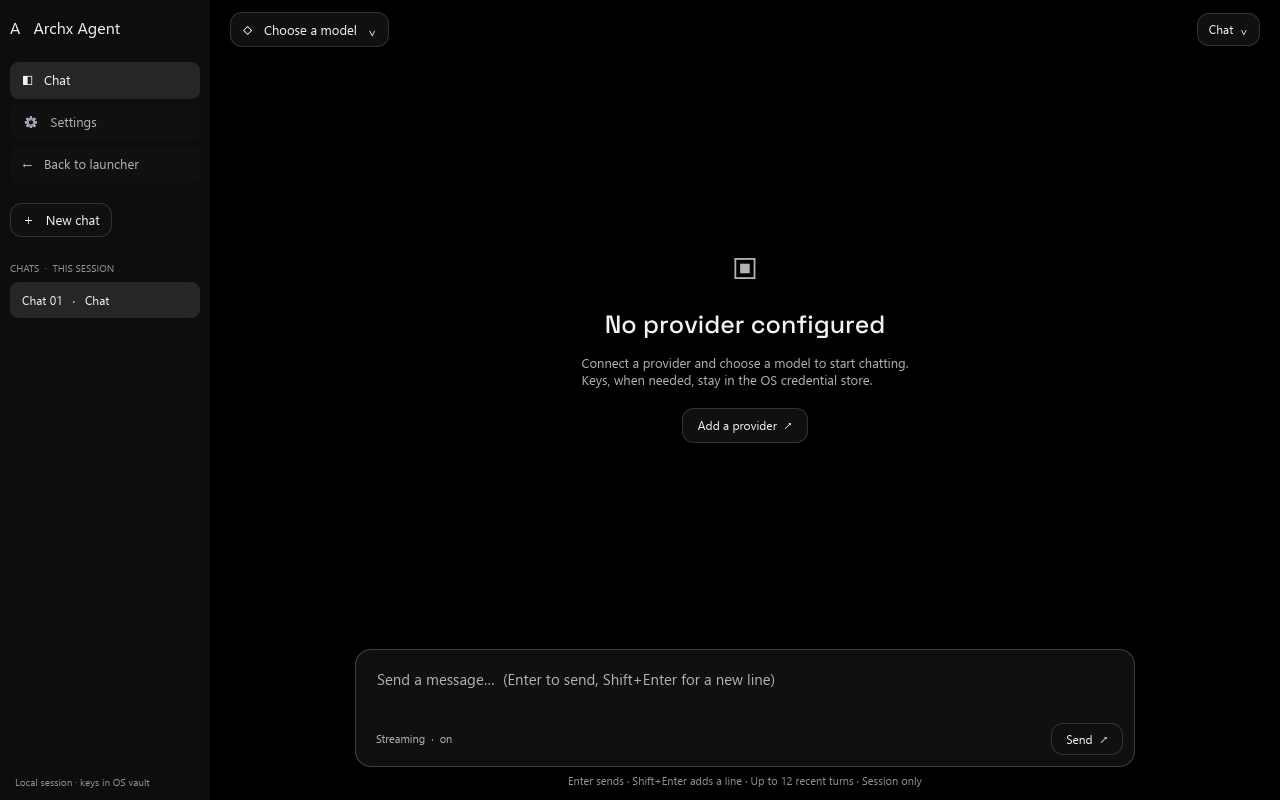 A Archx Agent
Chat
Settings
← Back to launcher
+ New chat
CHATS · THIS SESSION
Chat 01 · Chat
Local session · keys in OS vault
Choose a model
Chat
No provider configured
Connect a provider and choose a model to start chatting.
Keys, when needed, stay in the OS credential store.
Add a provider ↗
Send a message... (Enter to send, Shift+Enter for a new line)
Streaming · on
Send ↗
Enter sends · Shift+Enter adds a line · Up to 12 recent turns · Session only